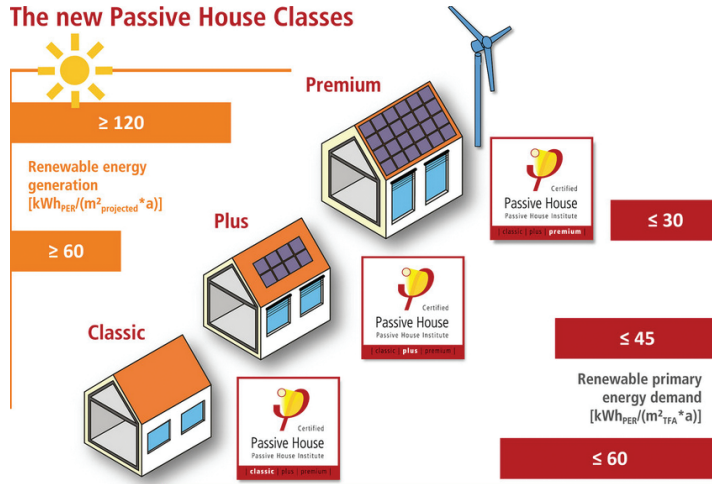 The new Passive House Classes
Premium
≥ 120
Renewable energy
generation
[kWhPER/(m²projected*a)]
≥ 60
Plus
Classic
Certified
Passive House
Passive House Institute
| classic | plus | premium |
≤ 30
Certified
Passive House
Passive House Institute
| classic | plus | premium |
≤ 45
Renewable primary
energy demand
[kWhPER/(m²TFA*a)]
≤ 60
Certified
Passive House
Passive House Institute
| classic | plus | premium |